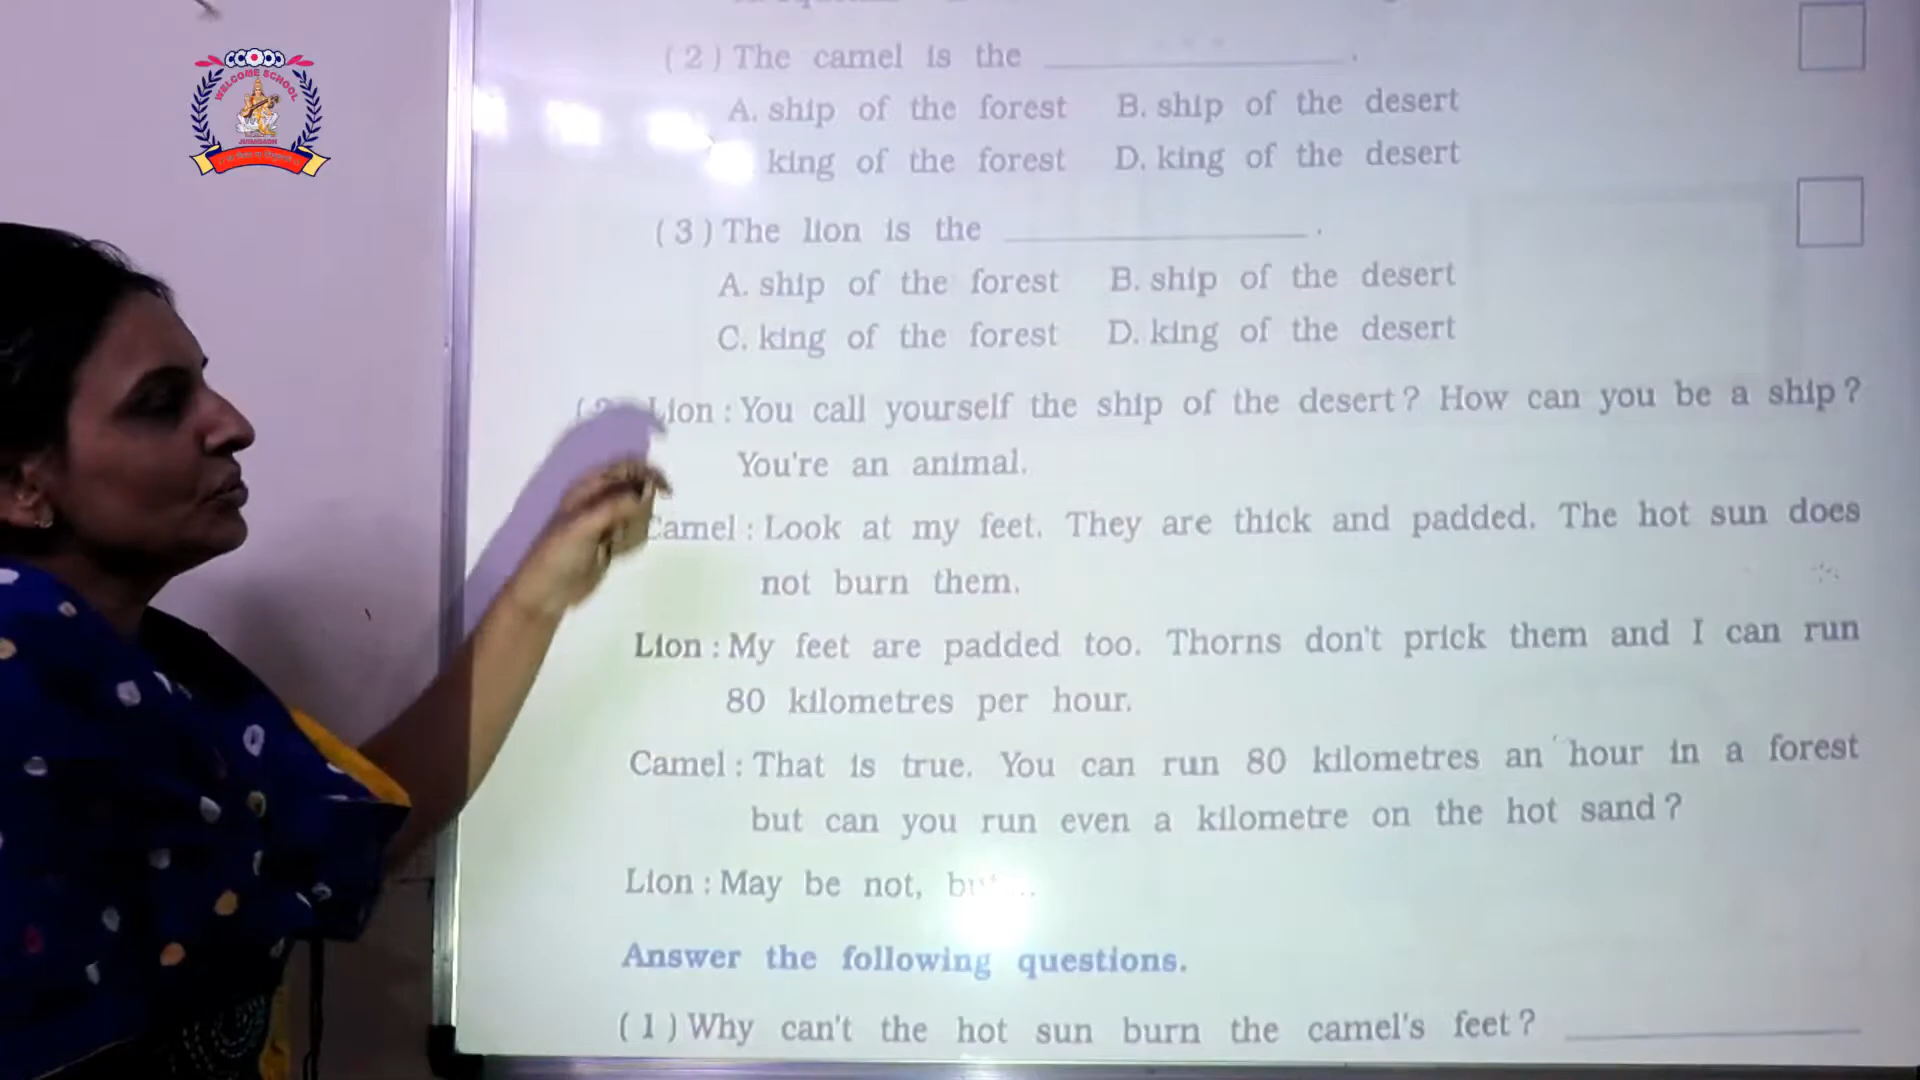 WELCOME SCHOOL
JUNAGADH
( 2 ) The camel is the ____________ .
A. ship of the forest B. ship of the desert
king of the forest D. king of the desert
( 3 ) The lion is the ____________ .
A. ship of the forest B. ship of the desert
C. king of the forest D. king of the desert
Lion : You call yourself the ship of the desert ? How can you be a ship ?
You're an animal.
Camel : Look at my feet. They are thick and padded. The hot sun does
not burn them.
Lion : My feet are padded too. Thorns don't prick them and I can run
80 kilometres per hour.
Camel : That is true. You can run 80 kilometres an hour in a forest
but can you run even a kilometre on the hot sand ?
Lion : May be not, but ...
Answer the following questions.
( 1 ) Why can't the hot sun burn the camel's feet ? ____________